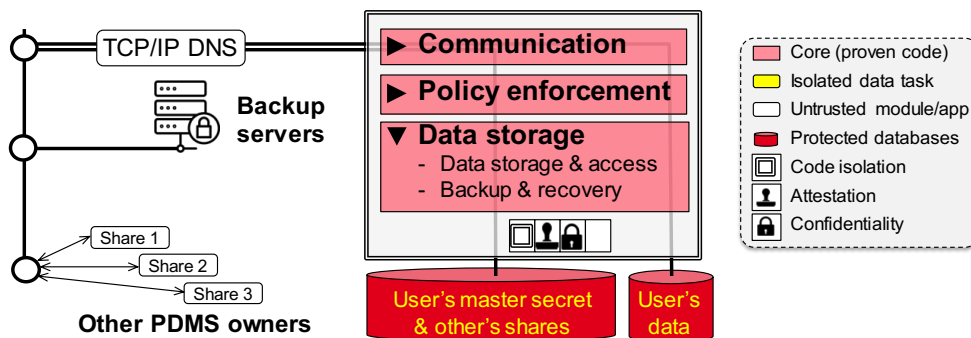 TCP/IP DNS
Backup
servers
Share 1
Share 2
Share 3
Other PDMS owners
► Communication
► Policy enforcement
▼ Data storage
- Data storage & access
- Backup & recovery
User's master secret
& other's shares
User's
data
Core (proven code)
Isolated data task
Untrusted module/app
Protected databases
Code isolation
Attestation
Confidentiality